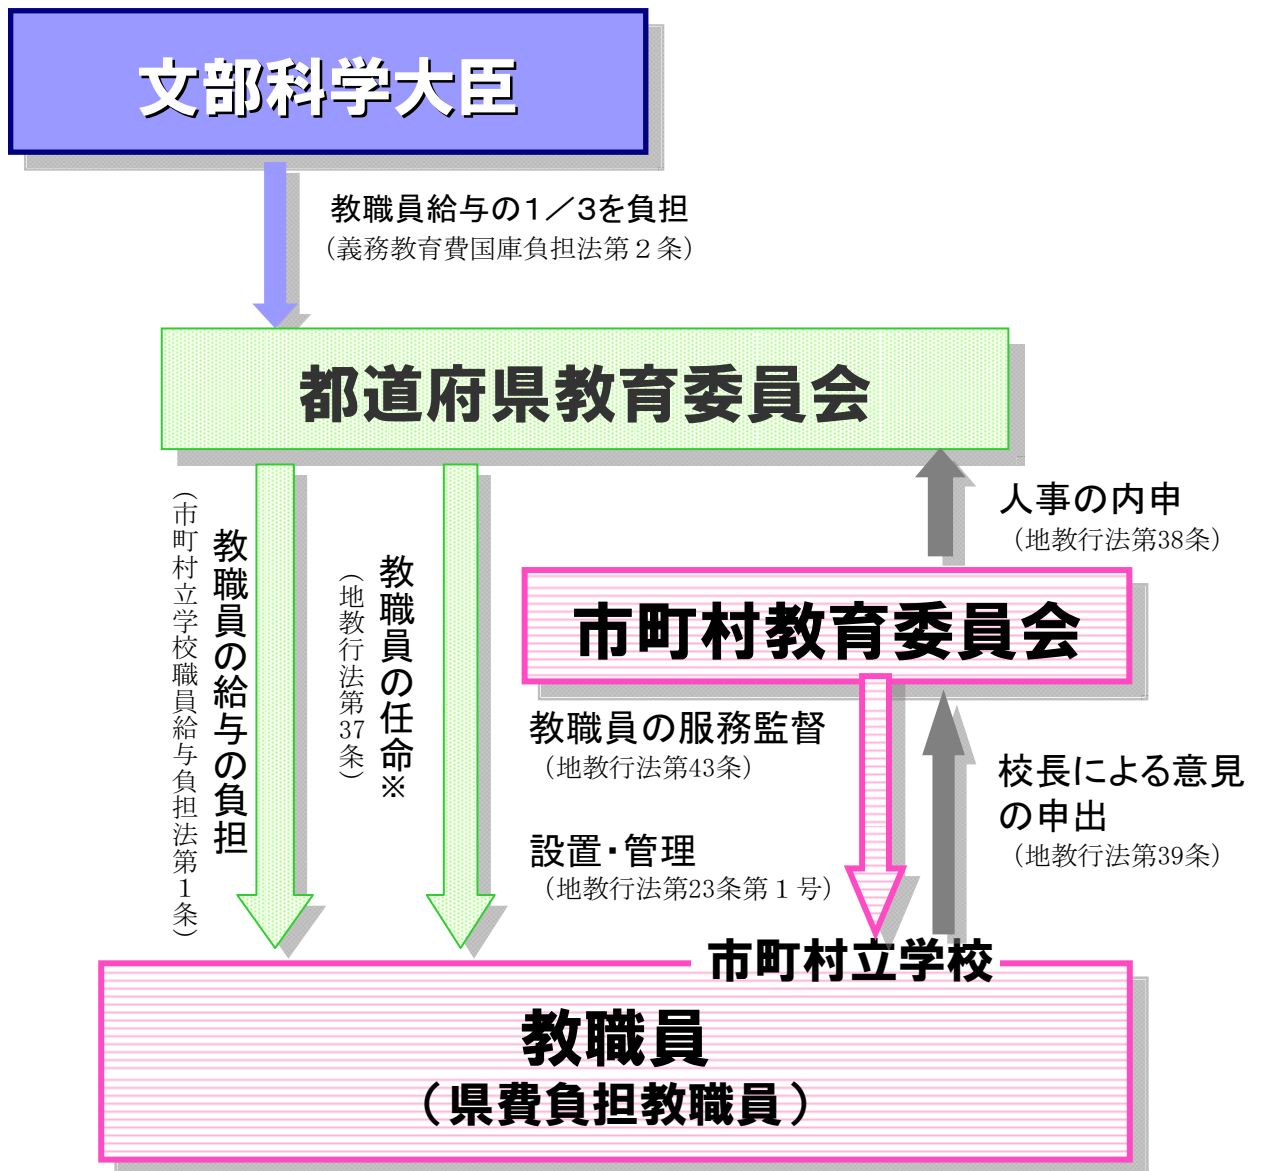 文部科学大臣
教職員給与の１／３を負担
（義務教育費国庫負担法第２条）
都道府県教育委員会
人事の内申
（地教行法第38条）
教職員の給与の負担
（市町村立学校職員給与負担法第１条）
教職員の任命※
（地教行法第37条）
市町村教育委員会
教職員の服務監督
（地教行法第43条）
設置・管理
（地教行法第23条第１号）
校長による意見
の申出
（地教行法第39条）
市町村立学校
教職員
（県費負担教職員）